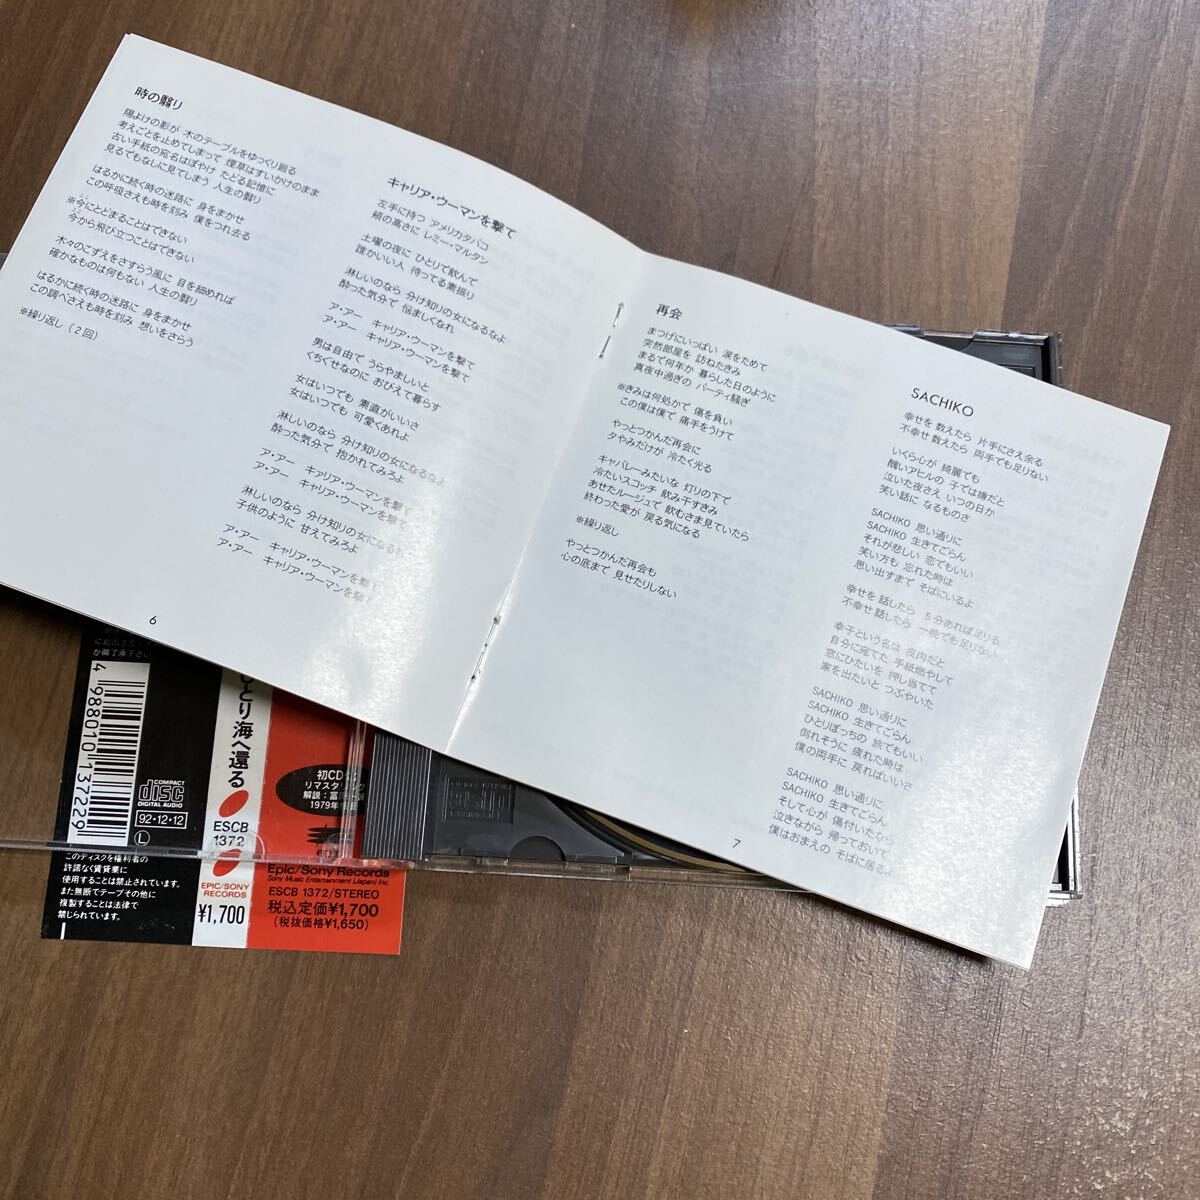 時の翳り
陽よけの影が 木のテーブルをゆっくり廻る
考えごとを止めてしまって 煙草はすいかけのまま
古い手紙の宛名はぼやけ たどる記憶に
見るでもなしに見てしまう 人生の翳り
はるかに続く時の迷路に 身をまかせ
この呼吸さえも時を刻み 僕をつれ去る
※今にとどまることはできない
今から飛び立つことはできない
木々のこずえをさすらう風に 目を細めれば
確かなものは何もない 人生の翳り
はるかに続く時の迷路に 身をまかせ
この調べさえも時を刻み 想いをさらう
※繰り返し (2回)
6
キャリア・ウーマンを撃て
左手に持つ アメリカタバコ
頬の高さに レミー・マルタン
土曜の夜に ひとりで飲んで
誰かいい人 待ってる素振り
淋しいのなら 分け知りの女になるなよ
酔った気分で 悩ましくなれ
ア・アー キャリア・ウーマンを撃て
ア・アー キャリア・ウーマンを撃て
男は自由で うらやましいと
くちぐせなのに おびえて暮らす
女はいつでも 素直がいいさ
女はいつでも 可愛くあれよ
淋しいのなら 分け知りの女になるなよ
酔った気分で 抱かれてみろよ
ア・アー キャリア・ウーマンを撃て
ア・アー キャリア・ウーマンを撃て
淋しいのなら 分け知りの女になるな
子供のように 甘えてみろよ
ア・アー キャリア・ウーマンを撃て
ア・アー キャリア・ウーマンを撃て
再会
まつげにいっぱい 涙をためて
突然部屋を 訪ねたきみ
まるで何年か 暮らした日のように
真夜中過ぎの パーティ騒ぎ
※きみは何処かで 傷を負い
この僕は僕で 痛手をうけて
やっとつかんだ再会に
夕やみだけが 冷たく光る
キャバレーみたいな 灯りの下で
冷たいスコッチ 飲み干すきみ
あせたルージュで 飲むさま見ていたら
終わった愛が 戻る気になる
※繰り返し
やっとつかんだ再会も
心の底まで 見せたりしない
7
SACHIKO
幸せを 数えたら 片手にさえ余る
不幸せ 数えたら 両手でも足りない
いくら心が 綺麗でも
醜いアヒルの 子では嫌だと
泣いた夜さえ いつの日か
笑い話に なるものさ
SACHIKO 思い通りに
SACHIKO 生きてごらん
それが悲しい 恋でもいい
笑い方も 忘れた時は
思い出すまで そばにいるよ
幸せを 話したら 5分あれば足りる
不幸せ 話したら 一晩でも足りない
幸子という名は 皮肉だと
自分に宛てた 手紙燃やして
窓にひたいを 押し当てて
家を出たいと つぶやいた
SACHIKO 思い通りに
SACHIKO 生きてごらん
ひとりぼっちの 旅でもいい
倒れそうに 疲れた時は
僕の両手に 戻ればいいさ
SACHIKO 思い通りに
SACHIKO 生きてごらん
そして心が 傷付いたなら
泣きながら 帰っておいで
僕はおまえの そばに居るよ
が御了承下さい
4 988010 137229
COMPACT
disc
DIGITAL AUDIO
92・12・12
L
このディスクを権利者の
許諾なく賃貸業に
使用することは禁止されています。
また無断でテープその他に
複製することは法律で
禁じられています。
ひとり海へ還る
ESCB
1372
EPIC/SONY
RECORDS
¥1,700
初CD化
リマスタリング
解説：富澤
1979年
Epic/Sony Records
Sony Music Entertainment (Japan) Inc.
ESCB 1372/STEREO
税込定価¥1,700
(税抜価格¥1,650)